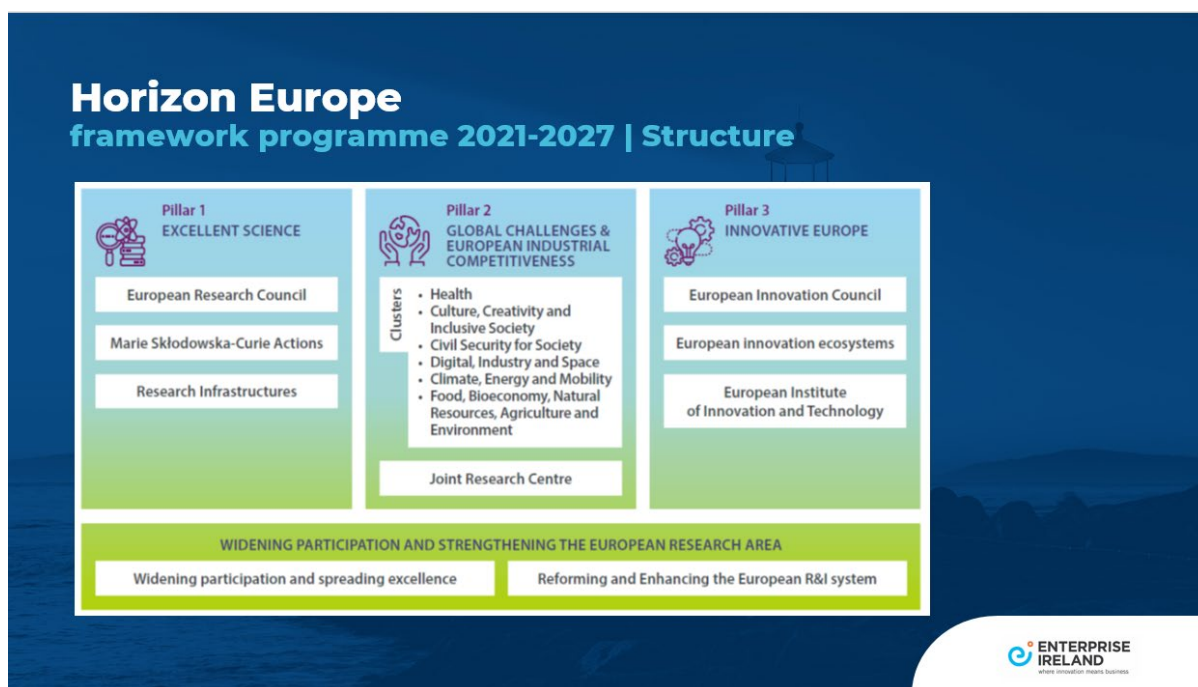 Horizon Europe
framework programme 2021-2027 | Structure
Pillar 1
EXCELLENT SCIENCE
European Research Council
Marie Skłodowska-Curie Actions
Research Infrastructures
Pillar 2
GLOBAL CHALLENGES &
EUROPEAN INDUSTRIAL
COMPETITIVENESS
Clusters
• Health
• Culture, Creativity and
Inclusive Society
• Civil Security for Society
• Digital, Industry and Space
• Climate, Energy and Mobility
• Food, Bioeconomy, Natural
Resources, Agriculture and
Environment
Joint Research Centre
Pillar 3
INNOVATIVE EUROPE
European Innovation Council
European innovation ecosystems
European Institute
of Innovation and Technology
WIDENING PARTICIPATION AND STRENGTHENING THE EUROPEAN RESEARCH AREA
Widening participation and spreading excellence
Reforming and Enhancing the European R&I system
ENTERPRISE
IRELAND
where innovation means business